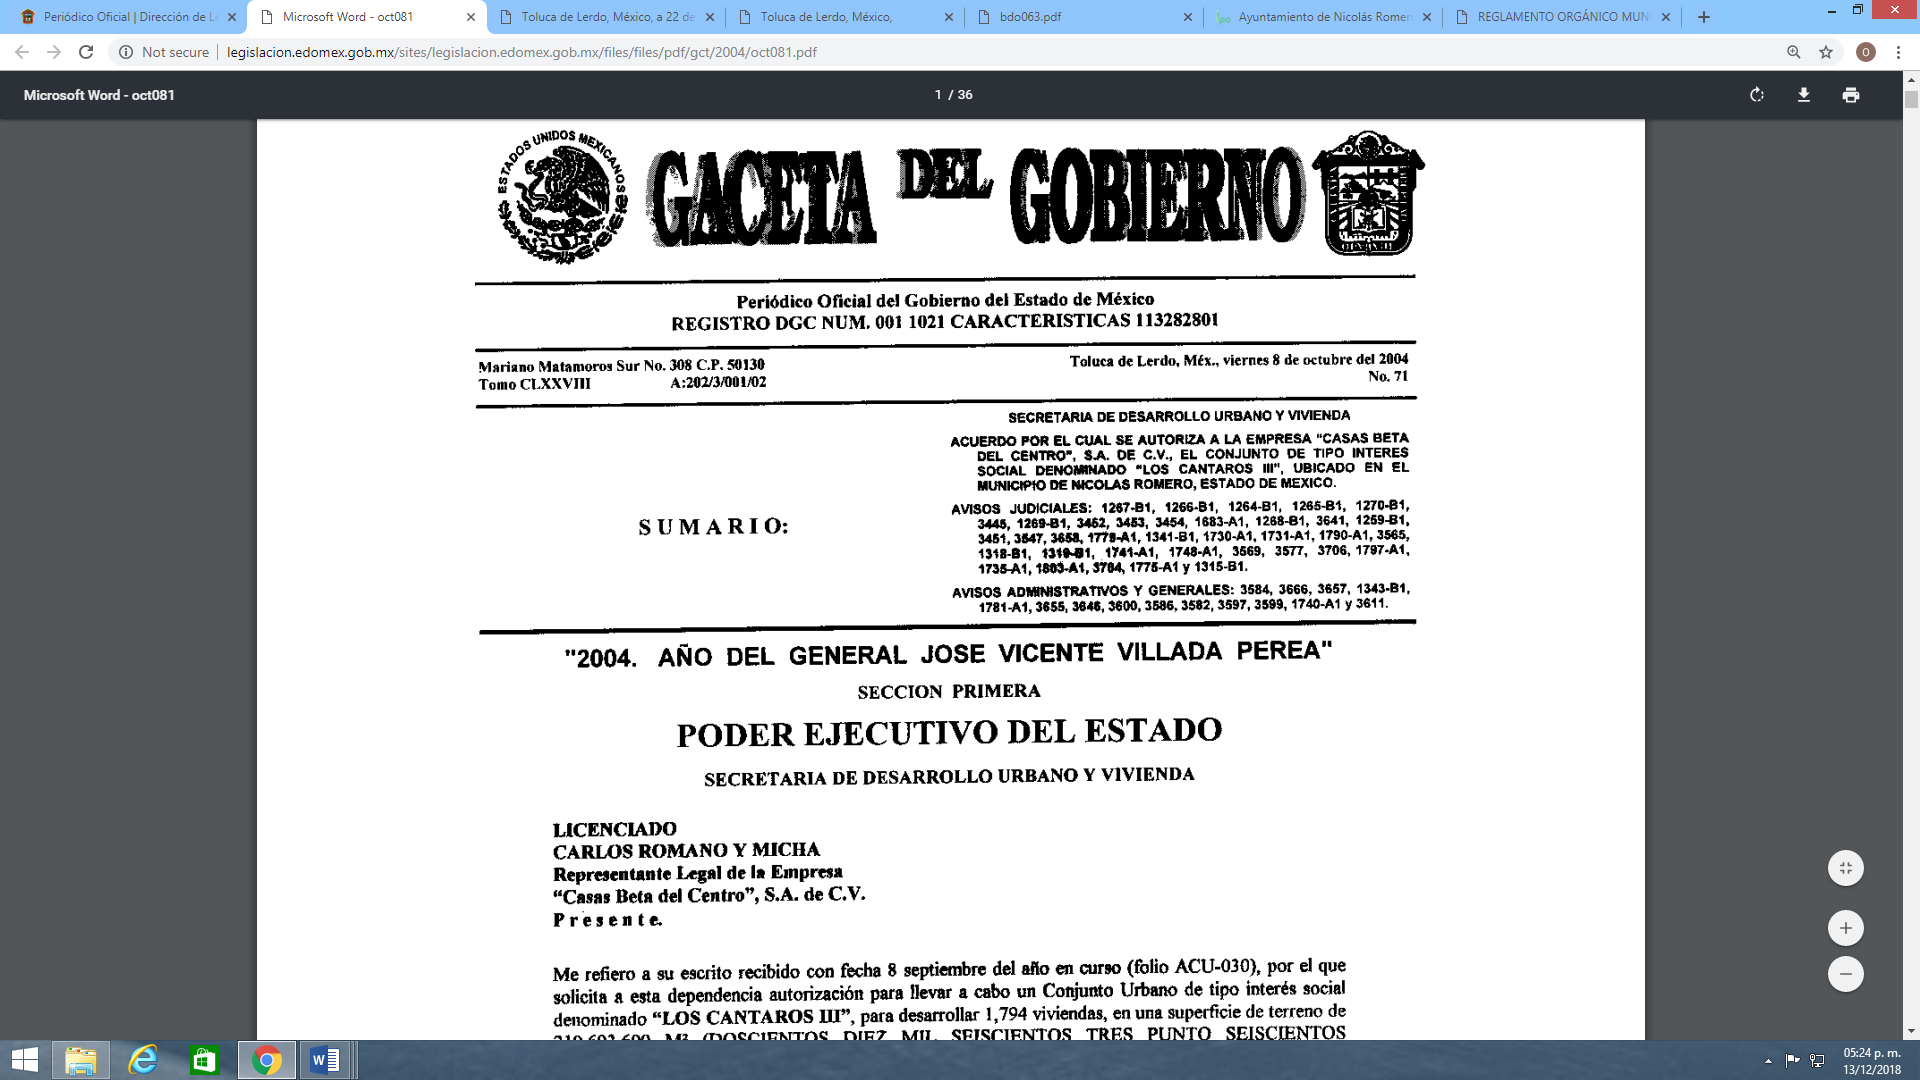 Periódico Oficial | Dirección de Le
Microsoft Word - oct081
Toluca de Lerdo, México, a 22 de
Toluca de Lerdo, México,
bdo063.pdf
Ayuntamiento de Nicolás Romer
REGLAMENTO ORGÁNICO MUN
Not secure
legislacion.edomex.gob.mx/sites/legislacion.edomex.gob.mx/files/files/pdf/gct/2004/oct081.pdf
O
Microsoft Word - oct081
1 / 36
ESTADOS UNIDOS MEXICANOS
GACETA DEL GOBIERNO
Periódico Oficial del Gobierno del Estado de México
REGISTRO DGC NUM. 001 1021 CARACTERISTICAS 113282801
Mariano Matamoros Sur No. 308 C.P. 50130
Tomo CLXXVIII A:202/3/001/02
Toluca de Lerdo, Méx., viernes 8 de octubre del 2004
No. 71
SUMARIO:
SECRETARIA DE DESARROLLO URBANO Y VIVIENDA
ACUERDO POR EL CUAL SE AUTORIZA A LA EMPRESA "CASAS BETA
DEL CENTRO", S.A. DE C.V., EL CONJUNTO DE TIPO INTERES
SOCIAL DENOMINADO "LOS CANTAROS III", UBICADO EN EL
MUNICIPIO DE NICOLAS ROMERO, ESTADO DE MEXICO.
AVISOS JUDICIALES: 1267-B1, 1266-B1, 1264-B1, 1265-B1, 1270-B1,
3445, 1269-B1, 3452, 3453, 3454, 1683-A1, 1268-B1, 3641, 1259-B1,
3451, 3547, 3658, 1779-A1, 1341-B1, 1730-A1, 1731-A1, 1790-A1, 3565,
1318-B1, 1319-B1, 1741-A1, 1748-A1, 3569, 3577, 3706, 1797-A1,
1735-A1, 1803-A1, 3704, 1775-A1 y 1315-B1.
AVISOS ADMINISTRATIVOS Y GENERALES: 3584, 3666, 3657, 1343-B1,
1781-A1, 3655, 3646, 3600, 3586, 3582, 3597, 3599, 1740-A1 y 3611.
"2004. AÑO DEL GENERAL JOSE VICENTE VILLADA PEREA"
SECCION PRIMERA
PODER EJECUTIVO DEL ESTADO
SECRETARIA DE DESARROLLO URBANO Y VIVIENDA
LICENCIADO
CARLOS ROMANO Y MICHA
Representante Legal de la Empresa
“Casas Beta del Centro”, S.A. de C.V.
P r e s e n t e.
Me refiero a su escrito recibido con fecha 8 septiembre del año en curso (folio ACU-030), por el que
solicita a esta dependencia autorización para llevar a cabo un Conjunto Urbano de tipo interés social
denominado “LOS CANTAROS III”, para desarrollar 1,794 viviendas, en una superficie de terreno de
210,603.600 M² (DOSCIENTOS DIEZ MIL SEISCIENTOS TRES PUNTO SEISCIENTOS
05:24 p. m.
13/12/2018